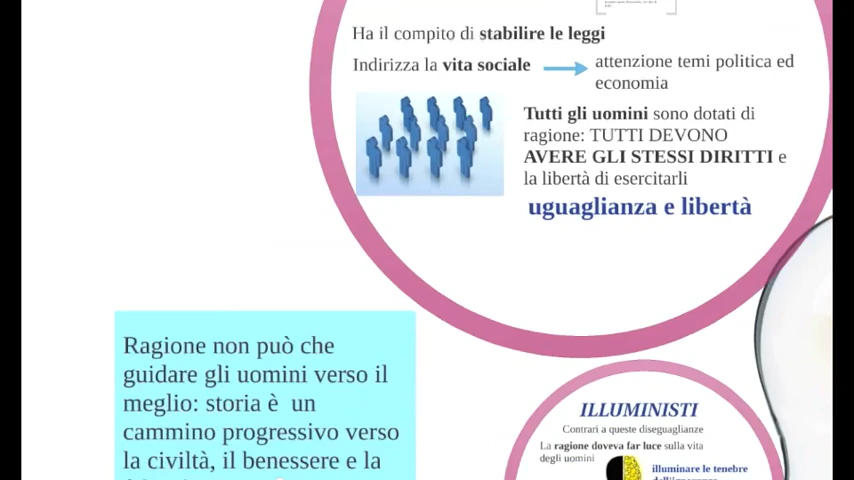 Ha il compito di stabilire le leggi
Indirizza la vita sociale
attenzione temi politica ed
economia
Tutti gli uomini sono dotati di
ragione: TUTTI DEVONO
AVERE GLI STESSI DIRITTI e
la libertà di esercitarli
uguaglianza e libertà
Ragione non può che
guidare gli uomini verso il
meglio: storia è un
cammino progressivo verso
la civiltà, il benessere e la
ILLUMINISTI
Contrari a queste diseguaglianze
La ragione doveva far luce sulla vita
degli uomini
illuminare le tenebre